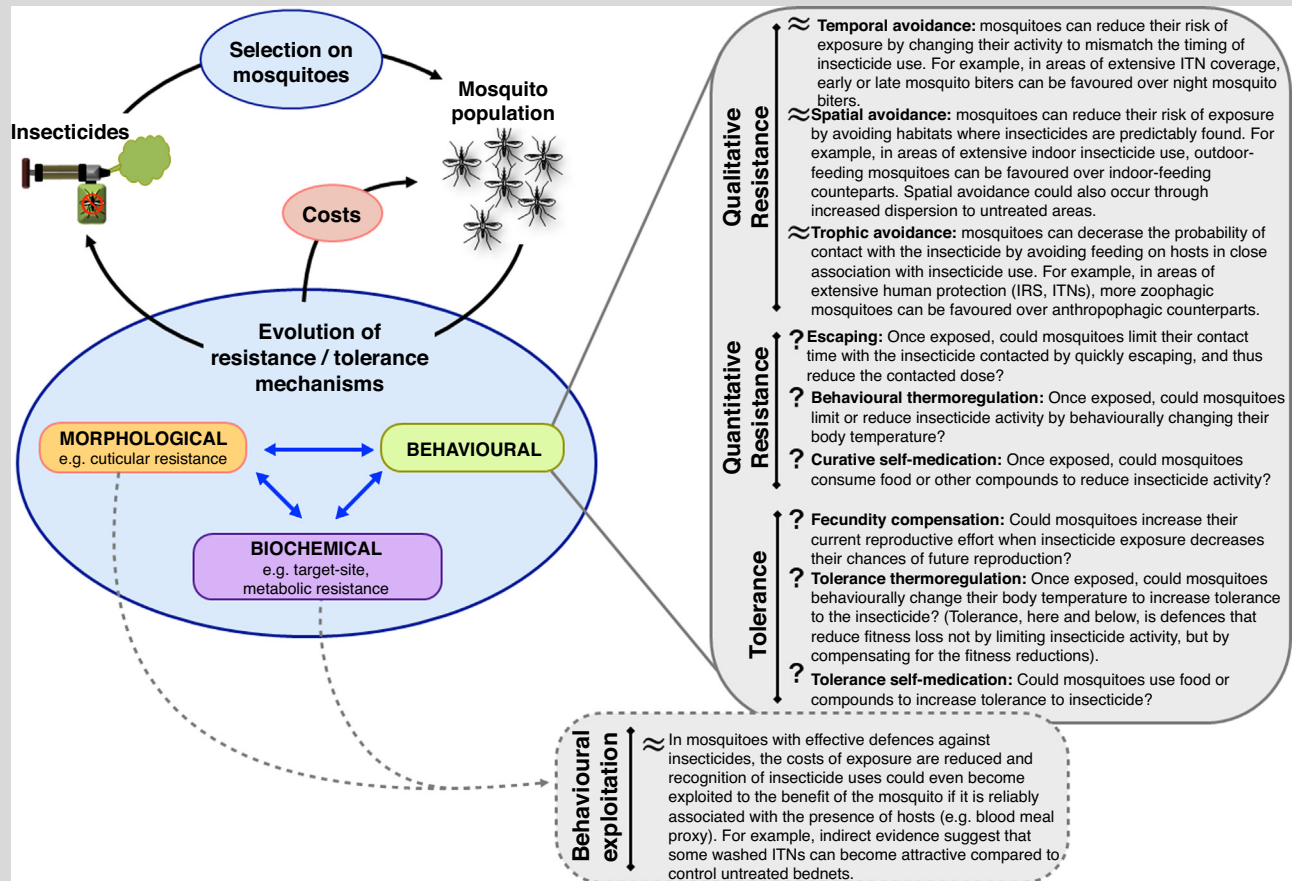 Selection on
mosquitoes
Insecticides
Mosquito
population
Costs
Evolution of
resistance / tolerance
mechanisms
MORPHOLOGICAL
e.g. cuticular resistance
BEHAVIOURAL
BIOCHEMICAL
e.g. target-site,
metabolic resistance
Qualitative
Resistance
≈ Temporal avoidance: mosquitoes can reduce their risk of
exposure by changing their activity to mismatch the timing of
insecticide use. For example, in areas of extensive ITN coverage,
early or late mosquito biters can be favoured over night mosquito
biters.
≈ Spatial avoidance: mosquitoes can reduce their risk of exposure
by avoiding habitats where insecticides are predictably found. For
example, in areas of extensive indoor insecticide use, outdoor-
feeding mosquitoes can be favoured over indoor-feeding
counteparts. Spatial avoidance could also occur through
increased dispersion to untreated areas.
≈ Trophic avoidance: mosquitoes can decerase the probability of
contact with the insecticide by avoiding feeding on hosts in close
association with insecticide use. For example, in areas of
extensive human protection (IRS, ITNs), more zoophagic
mosquitoes can be favoured over anthropophagic counterparts.
Quantitative
Resistance
? Escaping: Once exposed, could mosquitoes limit their contact
time with the insecticide contacted by quickly escaping, and thus
reduce the contacted dose?
? Behavioural thermoregulation: Once exposed, could mosquitoes
limit or reduce insecticide activity by behaviourally changing their
body temperature?
? Curative self-medication: Once exposed, could mosquitoes
consume food or other compounds to reduce insecticide activity?
Tolerance
? Fecundity compensation: Could mosquitoes increase their
current reproductive effort when insecticide exposure decreases
their chances of future reproduction?
? Tolerance thermoregulation: Once exposed, could mosquitoes
behaviourally change their body temperature to increase tolerance
to the insecticide? (Tolerance, here and below, is defences that
reduce fitness loss not by limiting insecticide activity, but by
compensating for the fitness reductions).
? Tolerance self-medication: Could mosquitoes use food or
compounds to increase tolerance to insecticide?
Behavioural
exploitation
≈ In mosquitoes with effective defences against
insecticides, the costs of exposure are reduced and
recognition of insecticide uses could even become
exploited to the benefit of the mosquito if it is reliably
associated with the presence of hosts (e.g. blood meal
proxy). For example, indirect evidence suggest that
some washed ITNs can become attractive compared to
control untreated bednets.